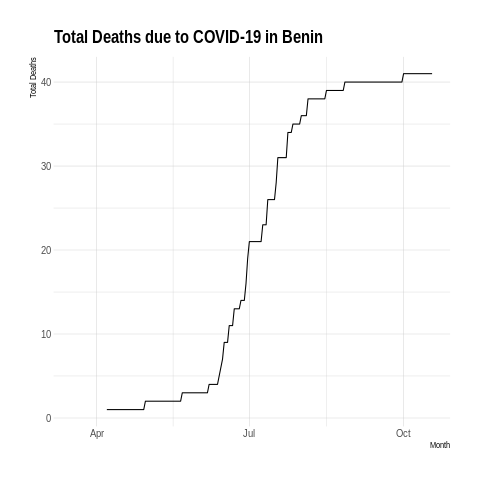 Total Deaths due to COVID-19 in Benin
Total Deaths
40
30
20
10
0
Apr
Jul
Oct
Month